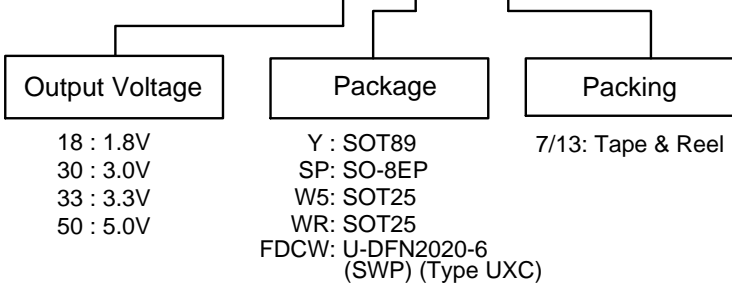 Output Voltage
18 : 1.8V
30 : 3.0V
33 : 3.3V
50 : 5.0V
Package
Y : SOT89
SP: SO-8EP
W5: SOT25
WR: SOT25
FDCW: U-DFN2020-6
(SWP) (Type UXC)
Packing
7/13: Tape & Reel